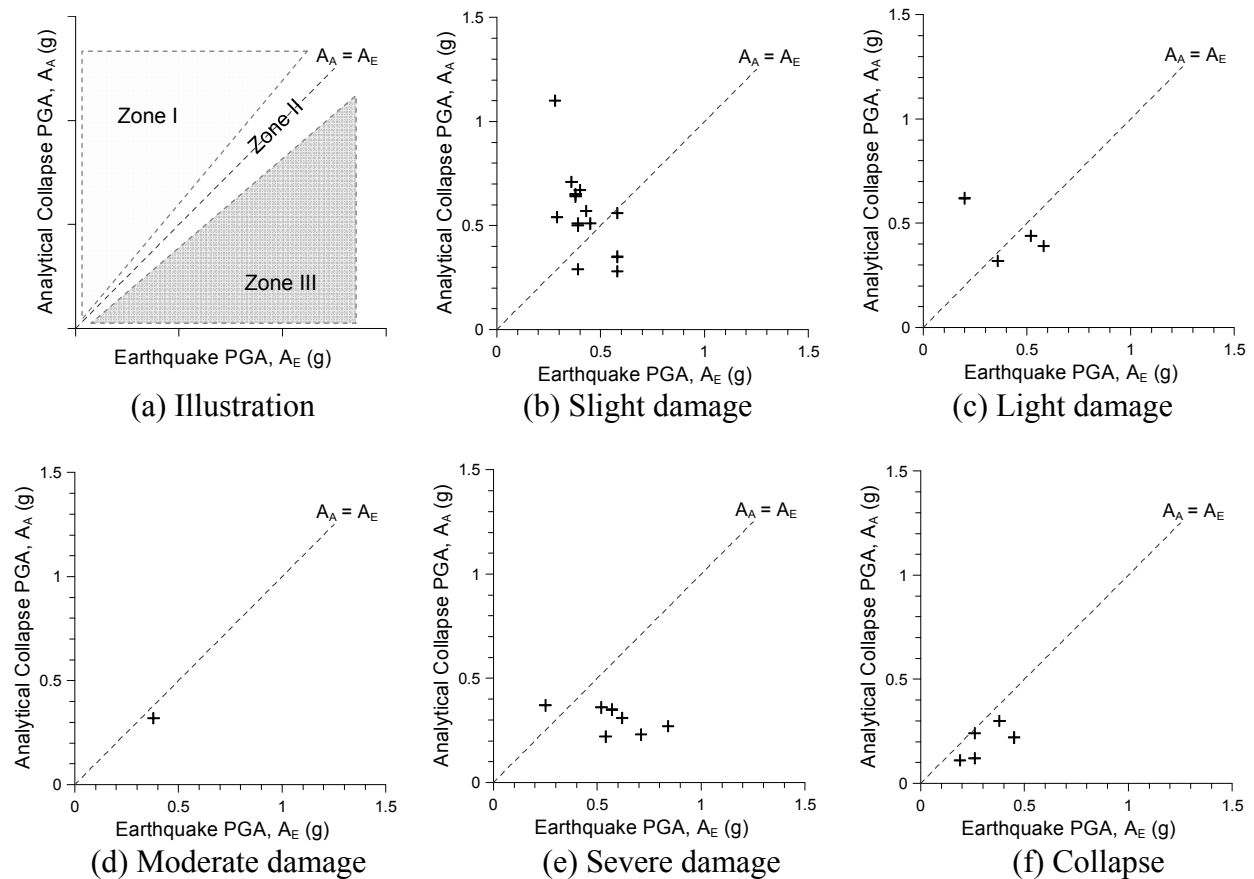 Analytical Collapse PGA, A_A (g)
A_A = A_E
Zone I
Zone II
Zone III
Earthquake PGA, A_E (g)
(a) Illustration
Analytical Collapse PGA, A_A (g)
1.5
1
0.5
0
A_A = A_E
0 0.5 1 1.5
Earthquake PGA, A_E (g)
(b) Slight damage
Analytical Collapse PGA, A_A (g)
1.5
1
0.5
0
A_A = A_E
0 0.5 1 1.5
Earthquake PGA, A_E (g)
(c) Light damage
Analytical Collapse PGA, A_A (g)
1.5
1
0.5
0
A_A = A_E
0 0.5 1 1.5
Earthquake PGA, A_E (g)
(d) Moderate damage
Analytical Collapse PGA, A_A (g)
1.5
1
0.5
0
A_A = A_E
0 0.5 1 1.5
Earthquake PGA, A_E (g)
(e) Severe damage
Analytical Collapse PGA, A_A (g)
1.5
1
0.5
0
A_A = A_E
0 0.5 1 1.5
Earthquake PGA, A_E (g)
(f) Collapse